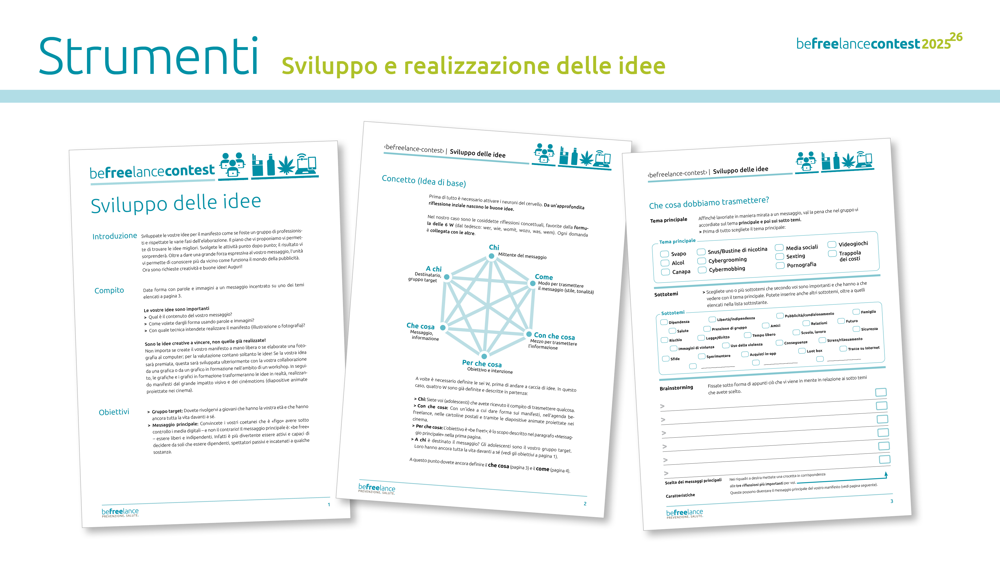 Strumenti Sviluppo e realizzazione delle idee
befreelancecontest 2025 26
befreelancecontest
Sviluppo delle idee
Introduzione
Sviluppate le vostre idee per il manifesto come se foste un gruppo di professionis-
ti e rispettate le varie fasi dell'elaborazione. Il piano che vi proponiamo vi permet-
te di trovare le idee migliori. Svolgete le attività punto dopo punto; il risultato vi
sorprenderà. Oltre a dare una grande forza espressiva al vostro messaggio, l'unità
vi permette di conoscere più da vicino come funziona il mondo della pubblicità.
Ora sono richieste creatività e buone idee! Auguri!
Compito
Date forma con parole e immagini a un messaggio incentrato su uno dei temi
elencati a pagina 3.
Le vostre idee sono importanti
> Qual è il contenuto del vostro messaggio?
> Come volete dargli forma usando parole e immagini?
> Con quale tecnica intendete realizzare il manifesto (illustrazione o fotografia)?
Sono le idee creative a vincere, non quelle già realizzate!
Non importa se create il vostro manifesto a mano libera o se elaborate una foto-
grafia al computer; per la valutazione contano soltanto le idee! Se la vostra idea
sarà premiata, questa sarà sviluppata ulteriormente con la vostra collaborazione
da una grafica o da un grafico in formazione nell'ambito di un workshop. In segui-
to, le grafiche e i grafici in formazione trasformeranno le idee in realtà, realizzan-
do manifesti dal grande impatto visivo e dei cinémotions (diapositive animate
proiettate nei cinema).
Obiettivi
> Gruppo target: Dovete rivolgervi a giovani che hanno la vostra età e che hanno
ancora tutta la vita davanti a sé.
> Messaggio principale: Convincete i vostri coetanei che è «figo» avere sotto
controllo i media digitali – e non il contrario! Il messaggio principale è: «be free»
– essere liberi e indipendenti. Infatti è più divertente essere attivi e capaci di
decidere da soli che essere dipendenti, spettatori passivi e incatenati a qualche
sostanza.
befreelance
PREVENZIONE. SALUTE.
1
‹befreelance-contest› | Sviluppo delle idee
Concetto (Idea di base)
Prima di tutto è necessario attivare i neuroni del cervello. Da un'approfondita
riflessione inziale nascono le buone idee.
Nel nostro caso sono le cosiddette riflessioni concettuali, favorite dalla formu-
la delle 6 W (dal tedesco: wer, wie, womit, wozu, was, wem). Ogni domanda
è collegata con le altre.
Chi
Mittente del messaggio
A chi
Destinatario,
gruppo target
Come
Modo per trasmettere
il messaggio (stile, tonalità)
Che cosa
Messaggio,
informazione
Con che cosa
Mezzo per trasmettere
l'informazione
Per che cosa
Obiettivo e intenzione
A volte è necessario definire le sei W, prima di andare a caccia di idee. In questo
caso, quattro W sono già definite e descritte in partenza:
> Chi: Siete voi (adolescenti) che avete ricevuto il compito di trasmettere qualcosa.
> Con che cosa: Con un'idea a cui dare forma sui manifesti, nell'agenda be-
freelance, nelle cartoline postali e tramite le diapositive animate proiettate nei
cinema.
> Per che cosa: L'obiettivo è «be free!»; è lo scopo descritto nel paragrafo «Messag-
gio principale» nella prima pagina.
> A chi è destinato il messaggio? Gli adolescenti sono il vostro gruppo target.
Loro hanno ancora tutta la vita davanti a sé (vedi gli obiettivi a pagina 1).
A questo punto dovete ancora definire il che cosa (pagina 3) e il come (pagina 4).
befreelance
PREVENZIONE. SALUTE.
2
‹befreelance-contest› | Sviluppo delle idee
Che cosa dobbiamo trasmettere?
Tema principale
Affinché lavoriate in maniera mirata a un messaggio, val la pena che nel gruppo vi
accordiate sul tema principale e poi sui sotto temi.
> Prima di tutto scegliete il tema principale:
Tema principale
Svapo Snus/Bustine di nicotina Media sociali Videogiochi
Alcol Cybergrooming Sexting Trappola
dei costi
Canapa Cybermobbing Pornografia
Sottotemi
> Scegliete uno o più sottotemi che secondo voi sono importanti e che hanno a che
vedere con il tema principale. Potete inserire anche altri sottotemi, oltre a quelli
elencati nella lista sottostante.
Sottotemi
Dipendenza Libertà/indipendenza Pubblicità/condizionamento Famiglia
Salute Pressione di gruppo Amici Relazioni Futuro
Rischio Legge/diritto Tempo libero Scuola, lavoro Sicurezza
Immagini di violenza Uso della violenza Conseguenze Stress/rilassamento
Sfide Sperimentare Acquisti in-app Loot box Tracce su Internet
Brainstorming
Fissate sotto forma di appunti ciò che vi viene in mente in relazione ai sotto temi
che avete scelto.
>
>
>
>
>
>
Scelta dei messaggi principali
Nei riquadri a destra mettete una crocetta in corrispondenza
alle tre riflessioni più importanti per voi.
Caratteristiche
Queste possono diventare il messaggio principale del vostro manifesto (vedi pagina seguente).
befreelance
PREVENZIONE. SALUTE.
3